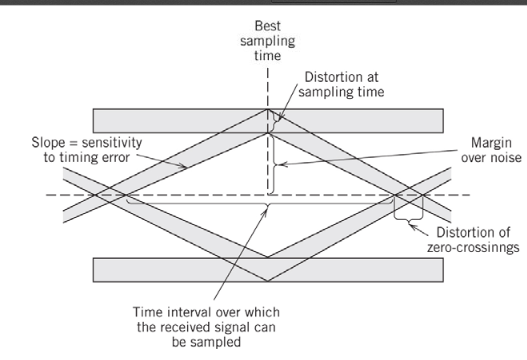 Best
sampling
time
Distortion at
sampling time
Slope = sensitivity
to timing error
Margin
over noise
Distortion of
zero-crossinngs
Time interval over which
the received signal can
be sampled